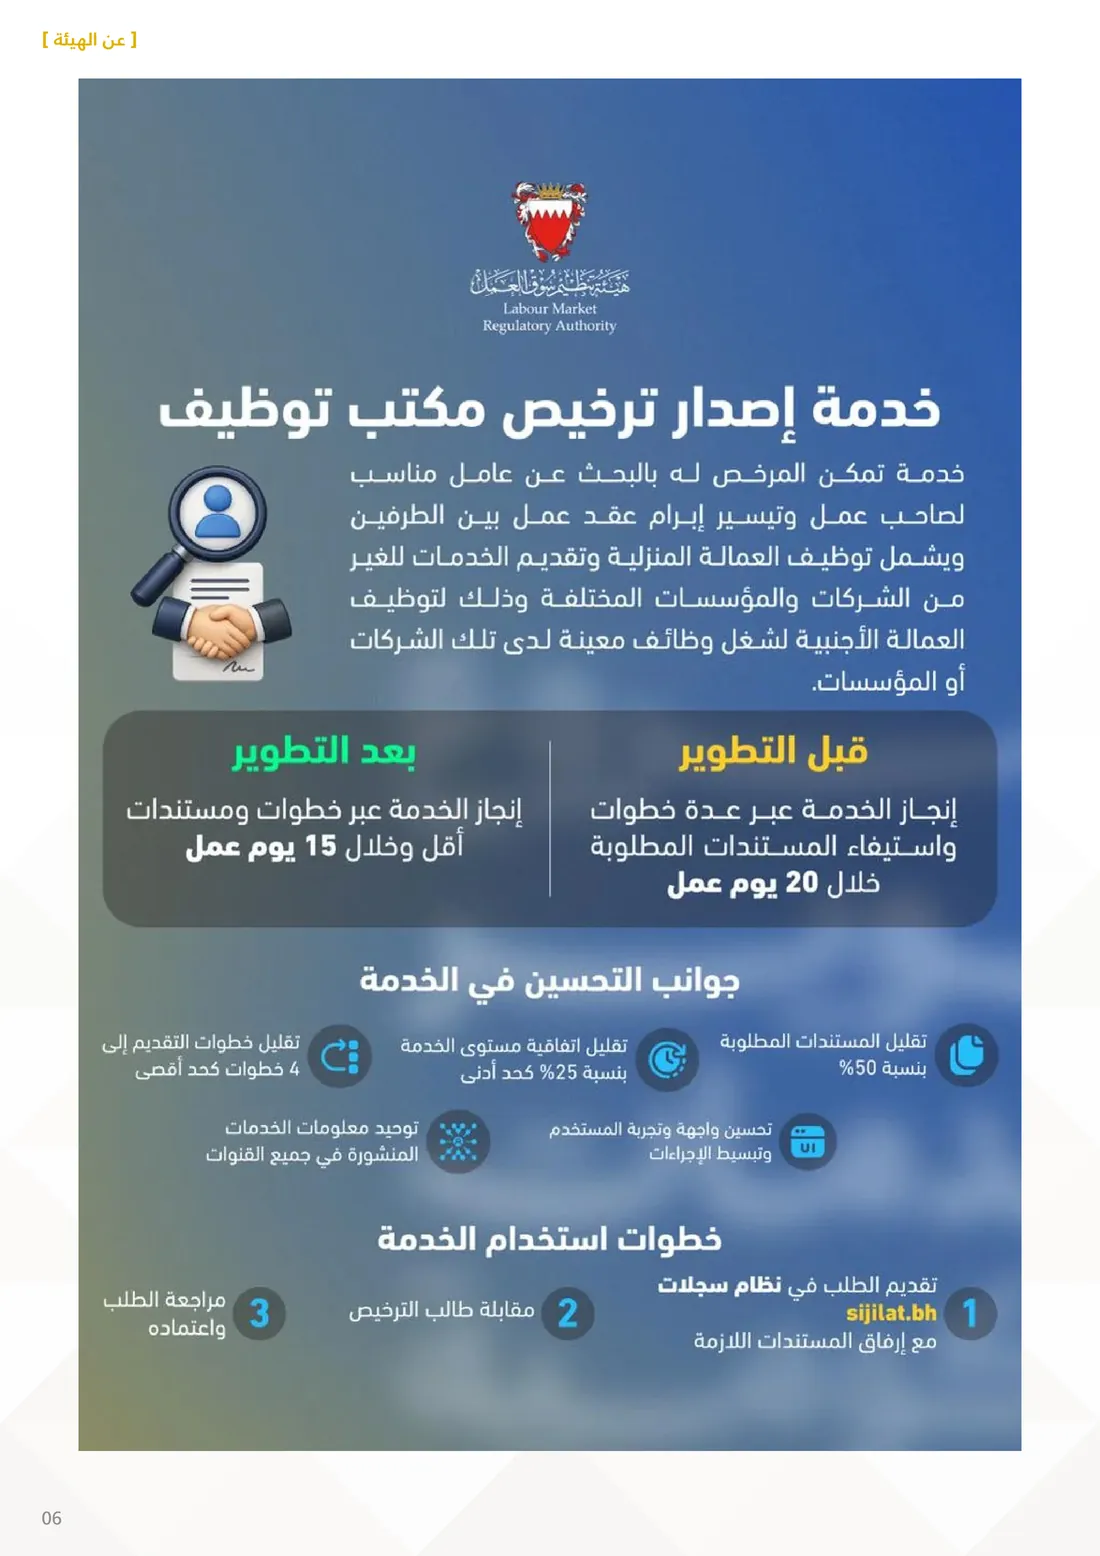 [ عن الهيئة ]
هيئة تنظيم سوق العمل
Labour Market
Regulatory Authority
خدمة إصدار ترخيص مكتب توظيف
خدمة تمكن المرخص له بالبحث عن عامل مناسب
لصاحب عمل وتيسير إبرام عقد عمل بين الطرفين
ويشمل توظيف العمالة المنزلية وتقديم الخدمات للغير
من الشركات والمؤسسات المختلفة وذلك لتوظيف
العمالة الأجنبية لشغل وظائف معينة لدى تلك الشركات
أو المؤسسات.
قبل التطوير
إنجاز الخدمة عبر عدة خطوات
واستيفاء المستندات المطلوبة
خلال 20 يوم عمل
بعد التطوير
إنجاز الخدمة عبر خطوات ومستندات
أقل وخلال 15 يوم عمل
جوانب التحسين في الخدمة
تقليل المستندات المطلوبة
بنسبة 50%
تقليل اتفاقية مستوى الخدمة
بنسبة 25% كحد أدنى
تقليل خطوات التقديم إلى
4 خطوات كحد أقصى
UI
تحسين واجهة وتجربة المستخدم
وتبسيط الإجراءات
توحيد معلومات الخدمات
المنشورة في جميع القنوات
خطوات استخدام الخدمة
1
تقديم الطلب في نظام سجلات
sijilat.bh
مع إرفاق المستندات اللازمة
2
مقابلة طالب الترخيص
3
مراجعة الطلب
واعتماده
06